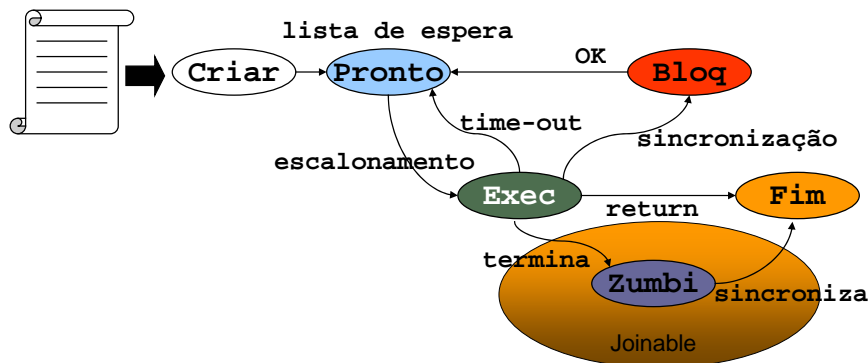 lista de espera
Criar
Pronto
OK
Bloq
time-out
sincronização
escalonamento
Exec
return
Fim
termina
Zumbi
sincroniza
Joinable